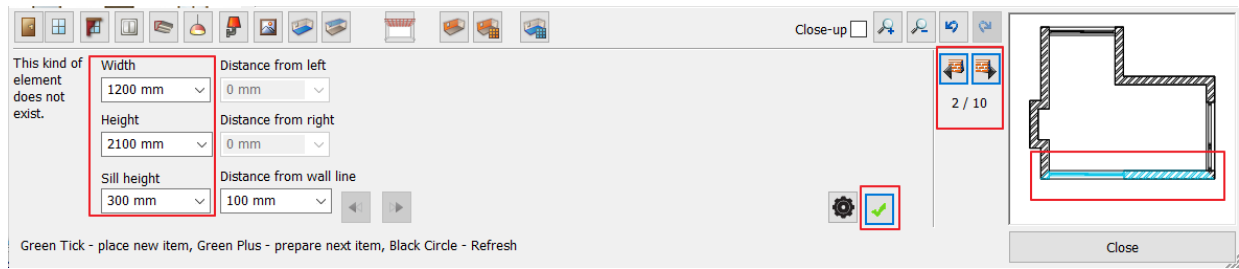 Close-up
This kind of
element
does not
exist.
Width
Distance from left
1200 mm
0 mm
2 / 10
Height
Distance from right
2100 mm
0 mm
Sill height
Distance from wall line
300 mm
100 mm
Green Tick - place new item, Green Plus - prepare next item, Black Circle - Refresh
Close